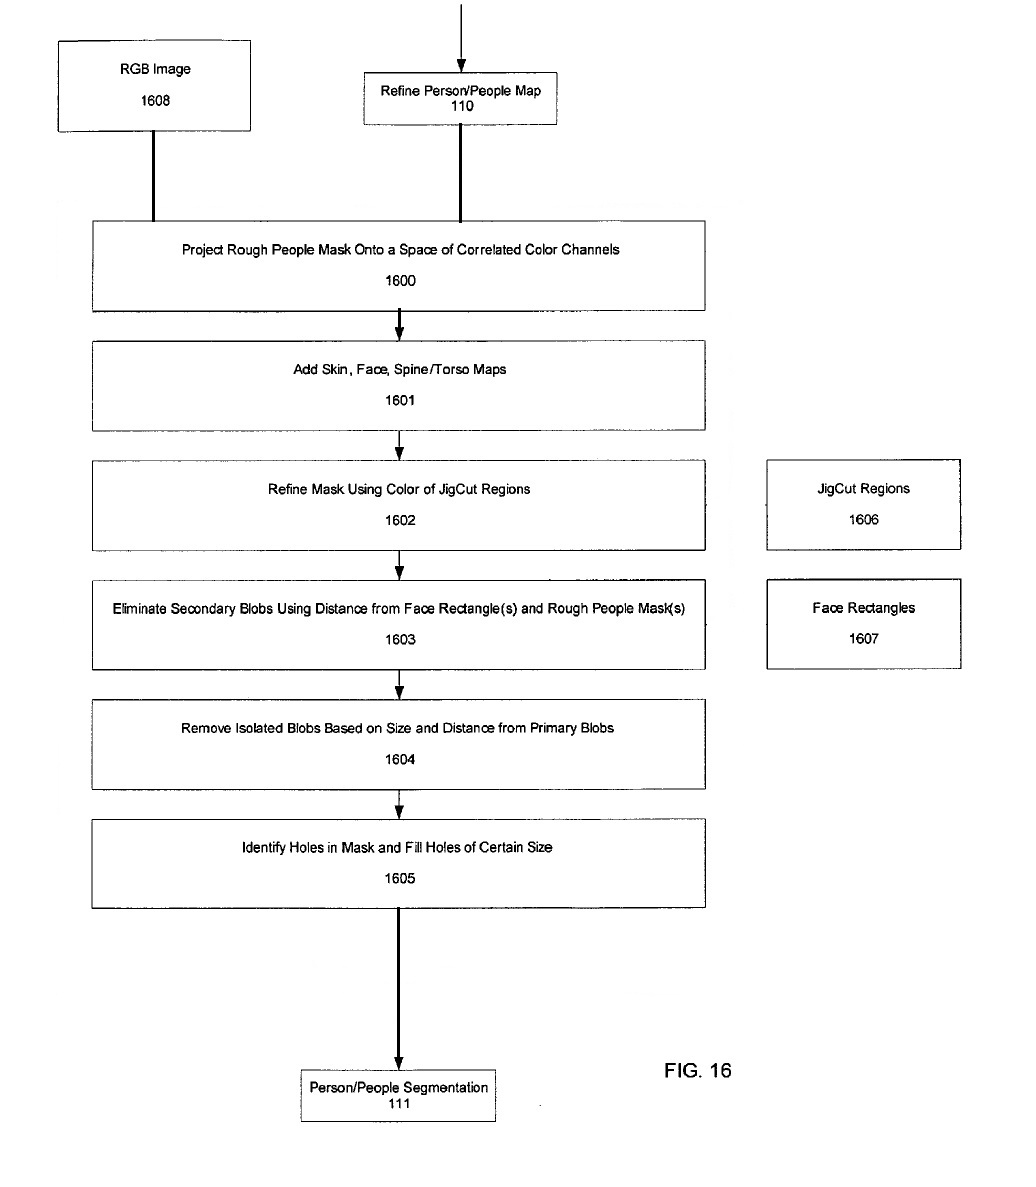 RGB Image
1608
Refine Person/People Map
110
Project Rough People Mask Onto a Space of Correlated Color Channels
1600
Add Skin, Face, Spine/Torso Maps
1601
Refine Mask Using Color of JigCut Regions
1602
JigCut Regions
1606
Eliminate Secondary Blobs Using Distance from Face Rectangle(s) and Rough People Mask(s)
1603
Face Rectangles
1607
Remove Isolated Blobs Based on Size and Distance from Primary Blobs
1604
Identify Holes in Mask and Fill Holes of Certain Size
1605
FIG. 16
Person/People Segmentation
111